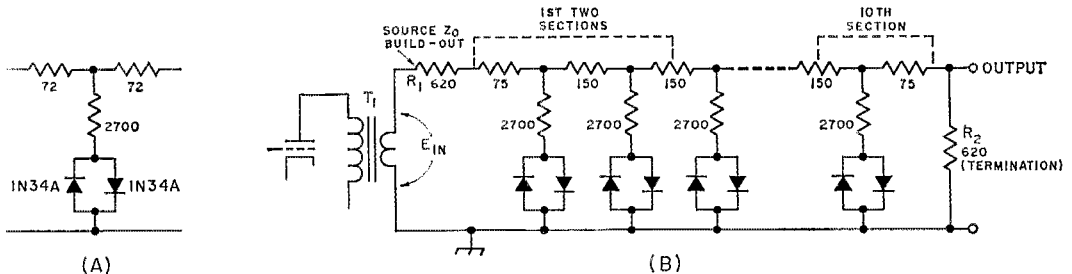 1ST TWO
SECTIONS
10TH
SECTION
SOURCE Z₀
BUILD-OUT
R₁ 620
75
150
150
150
75
OUTPUT
72
72
2700
1N34A
1N34A
T₁
E_IN
2700
2700
2700
2700
R₂
620
(TERMINATION)
(A)
(B)